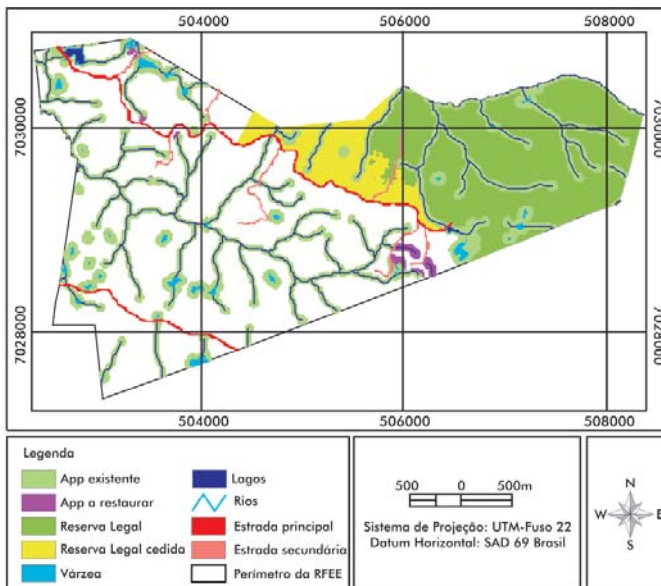 504000
506000
508000
7030000
7030000
7028000
7028000
504000
506000
508000
Legenda
App existente
App a restaurar
Reserva Legal
Reserva Legal cedida
Várzea
Lagos
Rios
Estrada principal
Estrada secundária
Perímetro da RFEE
500 0 500m
Sistema de Projeção: UTM-Fuso 22
Datum Horizontal: SAD 69 Brasil
N
W E
S